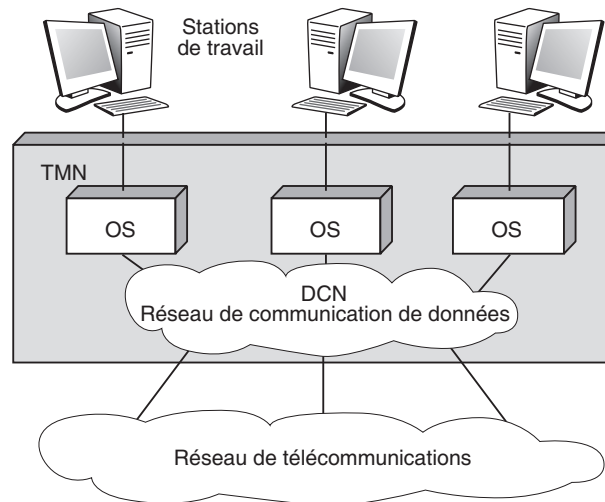 Stations
de travail
TMN
OS
OS
OS
DCN
Réseau de communication de données
Réseau de télécommunications